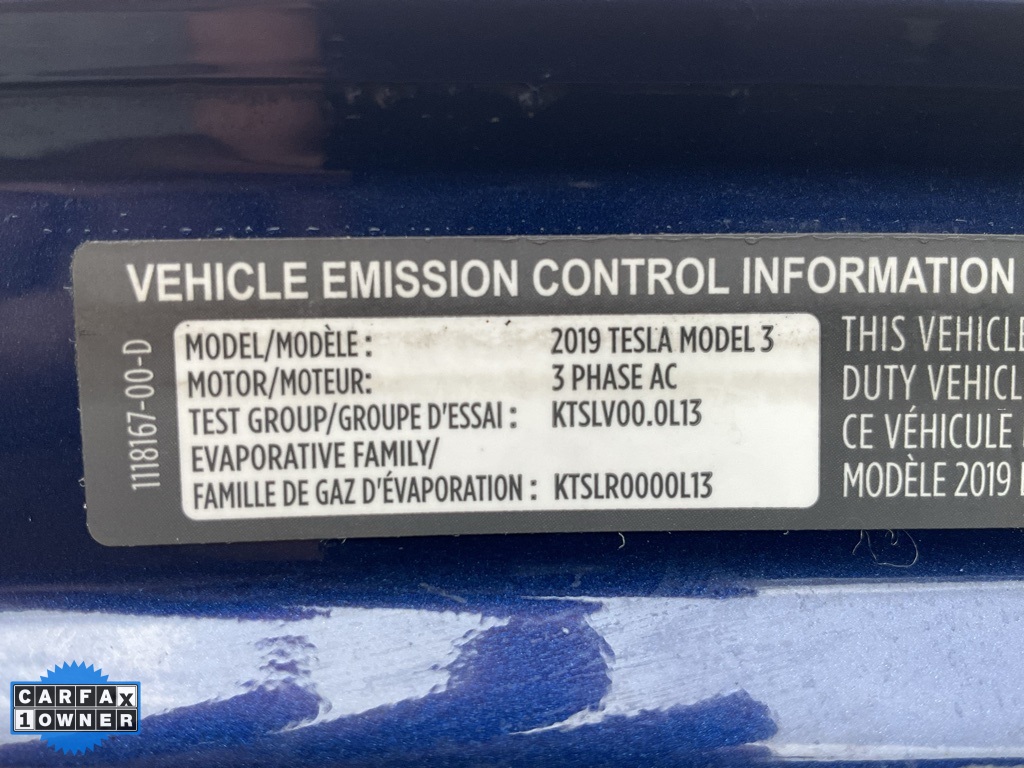 VEHICLE EMISSION CONTROL INFORMATION
MODEL/MODÈLE : 2019 TESLA MODEL 3
MOTOR/MOTEUR: 3 PHASE AC
TEST GROUP/GROUPE D'ESSAI : KTSLV00.0L13
EVAPORATIVE FAMILY/
FAMILLE DE GAZ D'ÉVAPORATION : KTSLR0000L13
1118167-00-D
THIS VEHICLE
DUTY VEHICL
CE VÉHICULE
MODÈLE 2019
CARFAX
1 OWNER